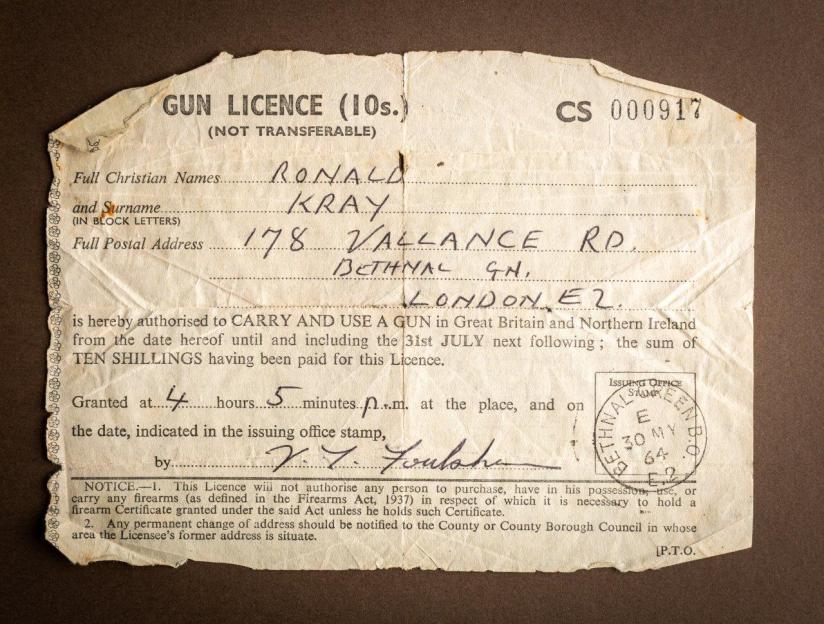 GUN LICENCE (10s.)
CS 000917
(NOT TRANSFERABLE)
Full Christian Names RONALD
and Surname KRAY
(IN BLOCK LETTERS)
Full Postal Address 178 VALLANCE RD.
BETHNAL GN,
LONDON, E2.
is hereby authorised to CARRY AND USE A GUN in Great Britain and Northern Ireland
from the date hereof until and including the 31st JULY next following; the sum of
TEN SHILLINGS having been paid for this Licence.
Granted at 4 hours 5 minutes p.m. at the place, and on
the date, indicated in the issuing office stamp,
ISSUING OFFICE
STAMP
BETHNAL GREEN B.O.
E
30 MY
64
E.2
by
NOTICE.—1. This Licence will not authorise any person to purchase, have in his possession, use, or
carry any firearms (as defined in the Firearms Act, 1937) in respect of which it is necessary to hold a
firearm Certificate granted under the said Act unless he holds such Certificate.
2. Any permanent change of address should be notified to the County or County Borough Council in whose
area the Licensee's former address is situate.
[P.T.O.